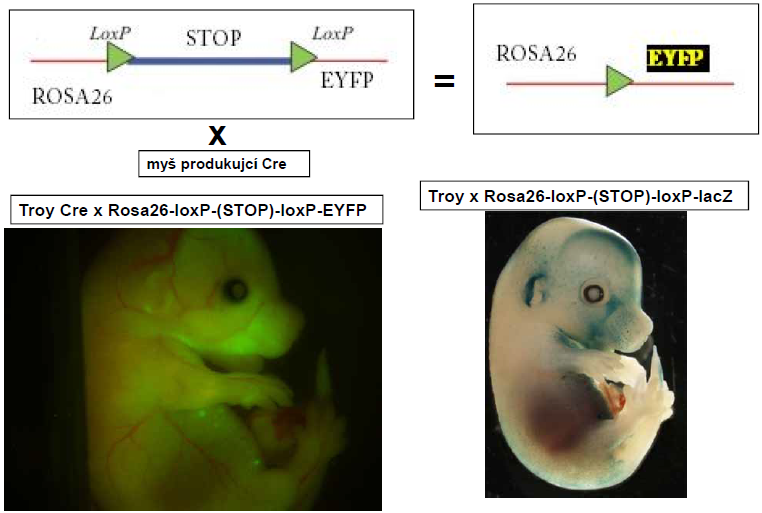 LoxP STOP LoxP
ROSA26 EYFP
=
ROSA26 EYFP
X
myš produkujcí Cre
Troy Cre x Rosa26-loxP-(STOP)-loxP-EYFP
Troy x Rosa26-loxP-(STOP)-loxP-lacZ